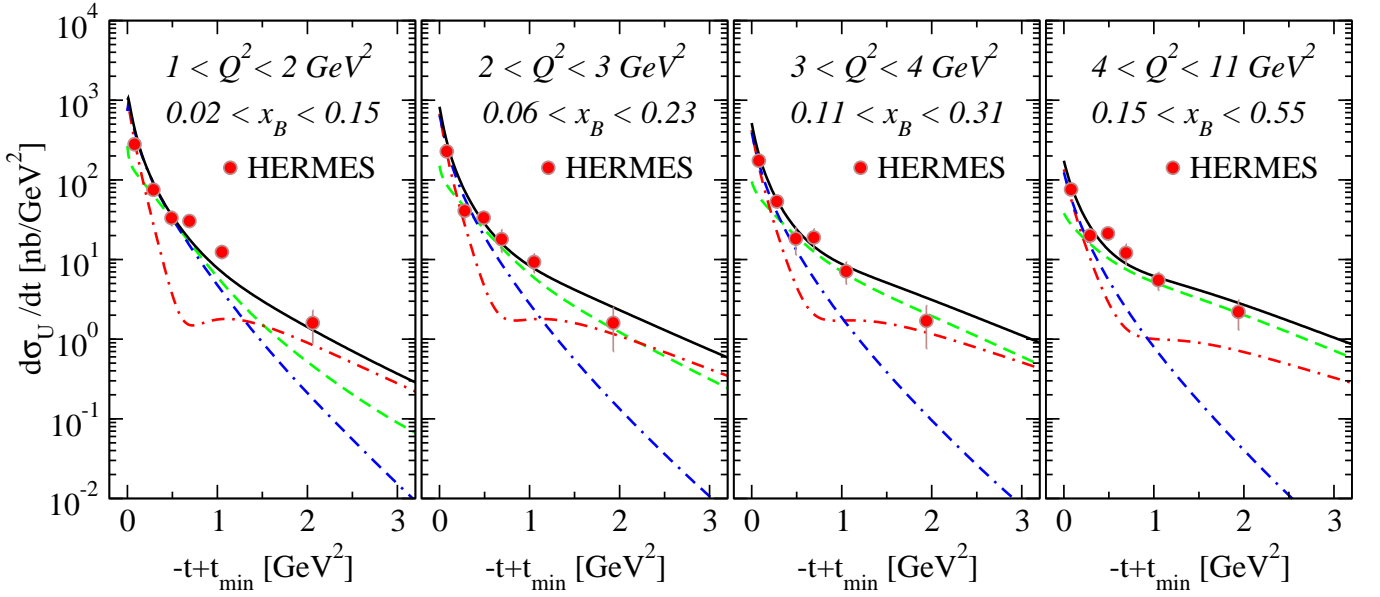 10^4
10^3
10^2
10^1
10^0
10^-1
10^-2
dσ_U /dt [nb/GeV^2]
1 < Q^2 < 2 GeV^2
0.02 < x_B < 0.15
HERMES
2 < Q^2 < 3 GeV^2
0.06 < x_B < 0.23
HERMES
3 < Q^2 < 4 GeV^2
0.11 < x_B < 0.31
HERMES
4 < Q^2 < 11 GeV^2
0.15 < x_B < 0.55
HERMES
0 1 2 3
0 1 2 3
0 1 2 3
0 1 2 3
-t+t_min [GeV^2]
-t+t_min [GeV^2]
-t+t_min [GeV^2]
-t+t_min [GeV^2]